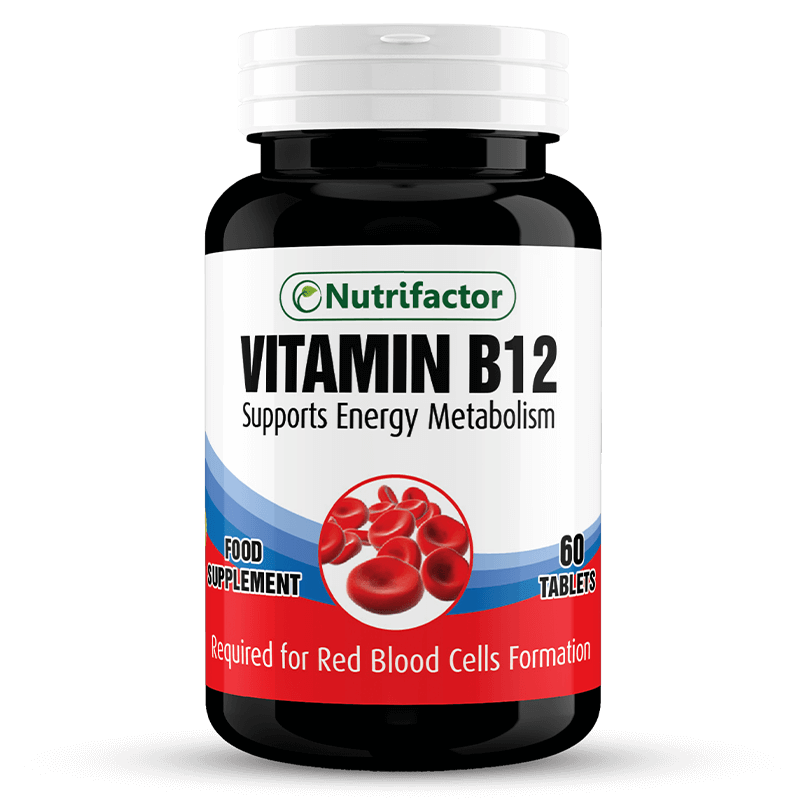 Nutrifactor
VITAMIN B12
Supports Energy Metabolism
FOOD
SUPPLEMENT
60
TABLETS
Required for Red Blood Cells Formation